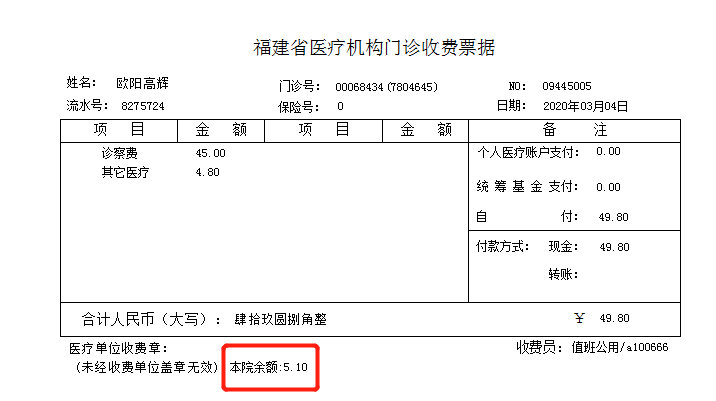 福建省医疗机构门诊收费票据
姓名： 欧阳高辉 门诊号： 00068434(7804645) NO： 09445005
流水号： 8275724 保险号： 0 日期： 2020年03月04日
项 目 金 额 项 目 金 额 备 注
诊察费 45.00 个人医疗账户支付： 0.00
其它医疗 4.80
统 筹 基 金 支付： 0.00
自 付： 49.80
付款方式： 现金： 49.80
转账：
合计人民币（大写）： 肆拾玖圆捌角整 ￥ 49.80
医疗单位收费章： 收费员：值班公用/a100666
(未经收费单位盖章无效) 本院余额:5.10